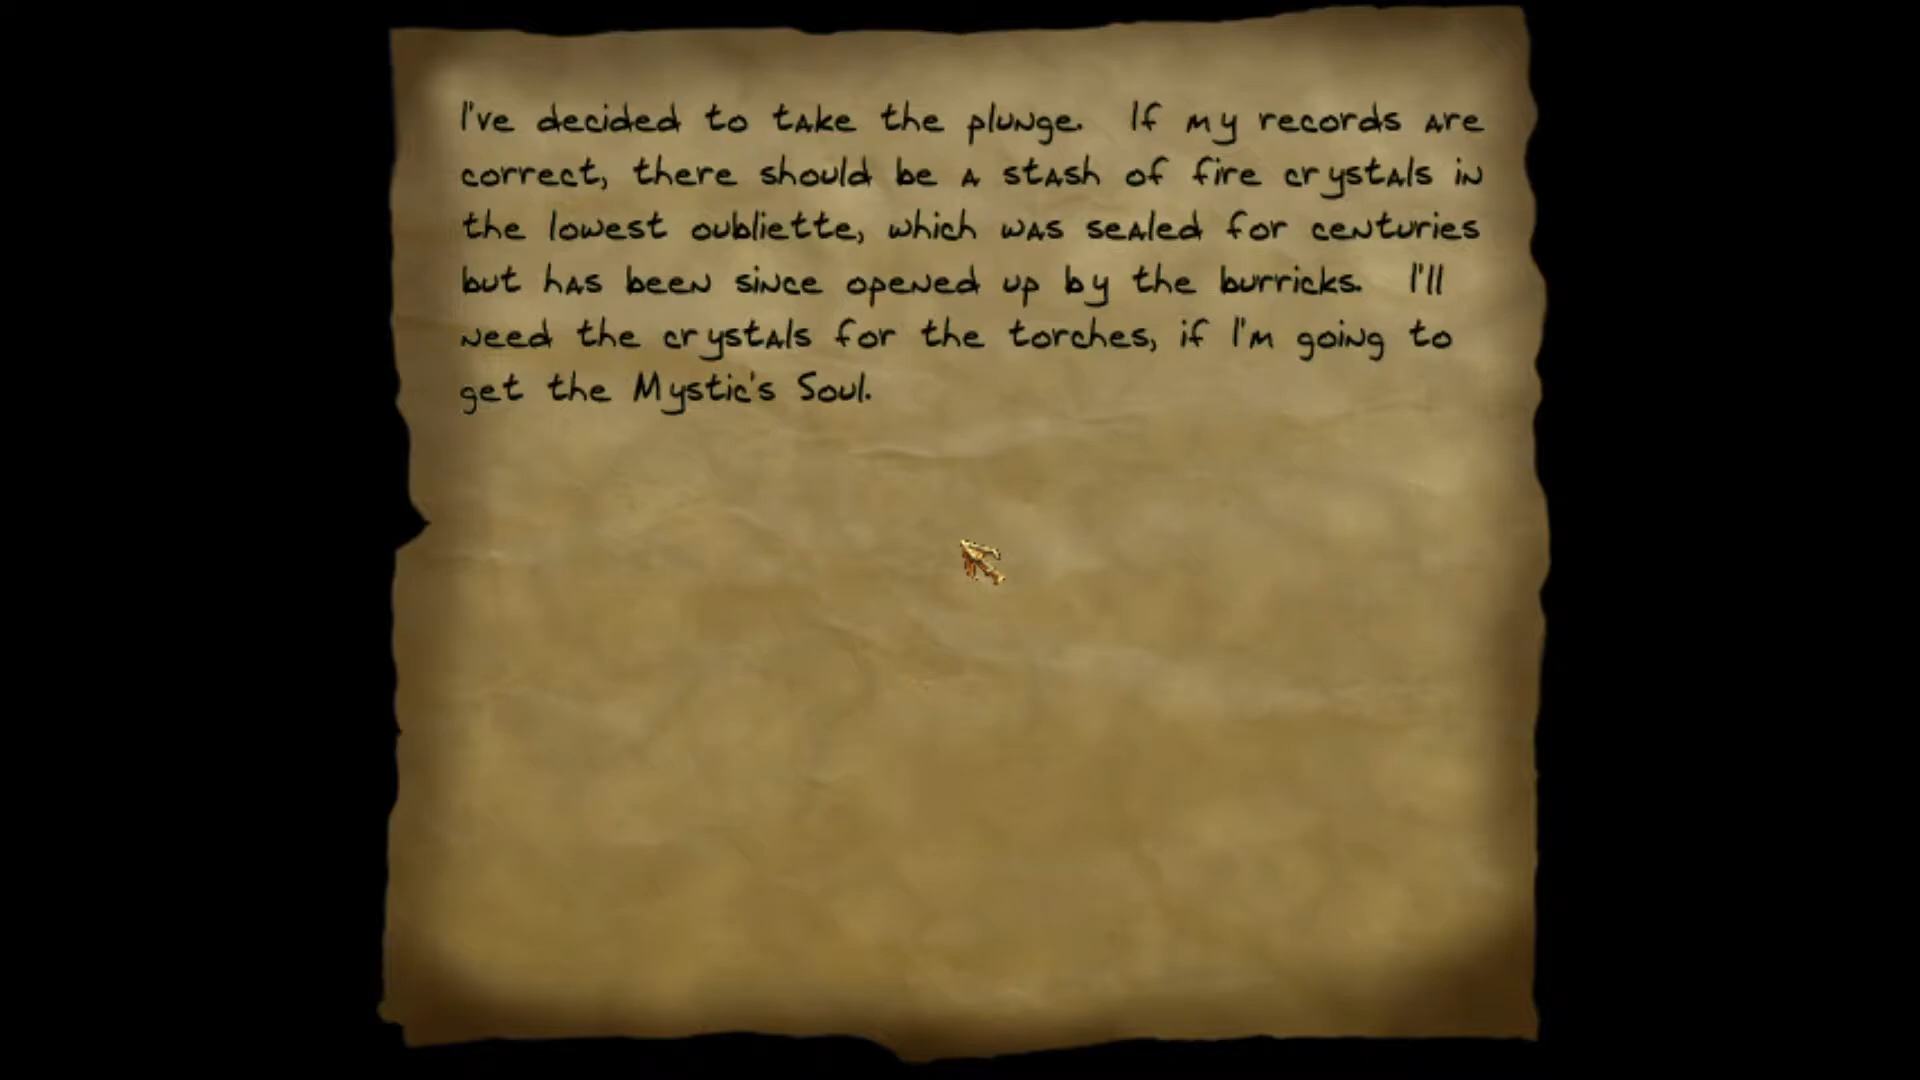 I've decided to take the plunge.  If my records are
correct, there should be a stash of fire crystals in
the lowest oubliette, which was sealed for centuries
but has been since opened up by the burricks.  I'll
need the crystals for the torches, if I'm going to
get the Mystic's Soul.